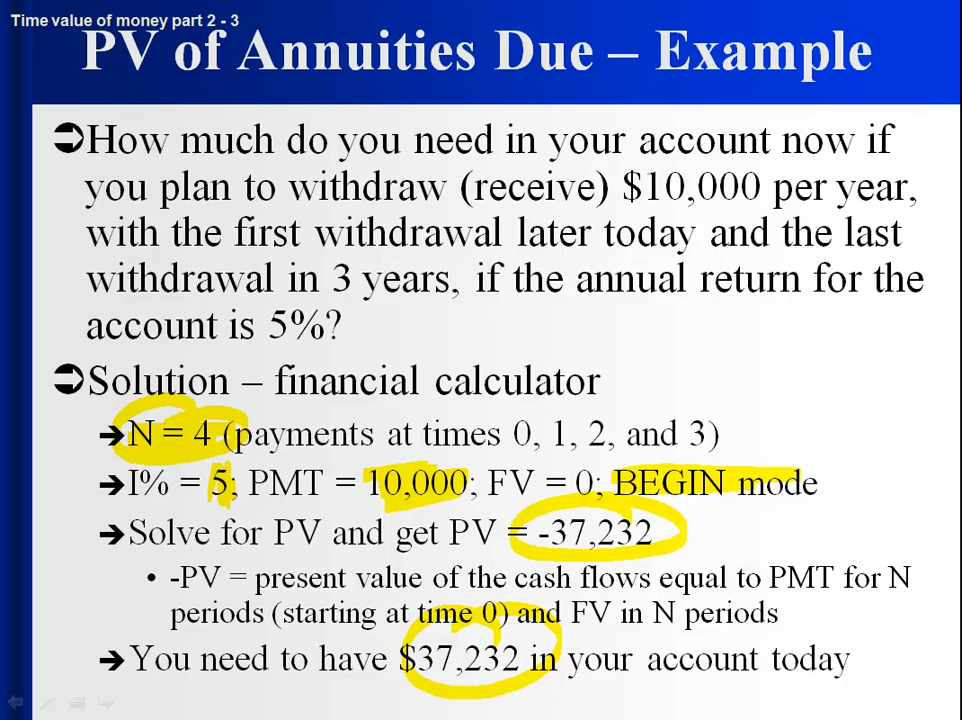 Time value of money part 2 - 3
PV of Annuities Due – Example
How much do you need in your account now if
you plan to withdraw (receive) $10,000 per year,
with the first withdrawal later today and the last
withdrawal in 3 years, if the annual return for the
account is 5%?
Solution – financial calculator
N = 4 (payments at times 0, 1, 2, and 3)
I% = 5; PMT = 10,000; FV = 0; BEGIN mode
Solve for PV and get PV = -37,232
• -PV = present value of the cash flows equal to PMT for N
periods (starting at time 0) and FV in N periods
You need to have $37,232 in your account today